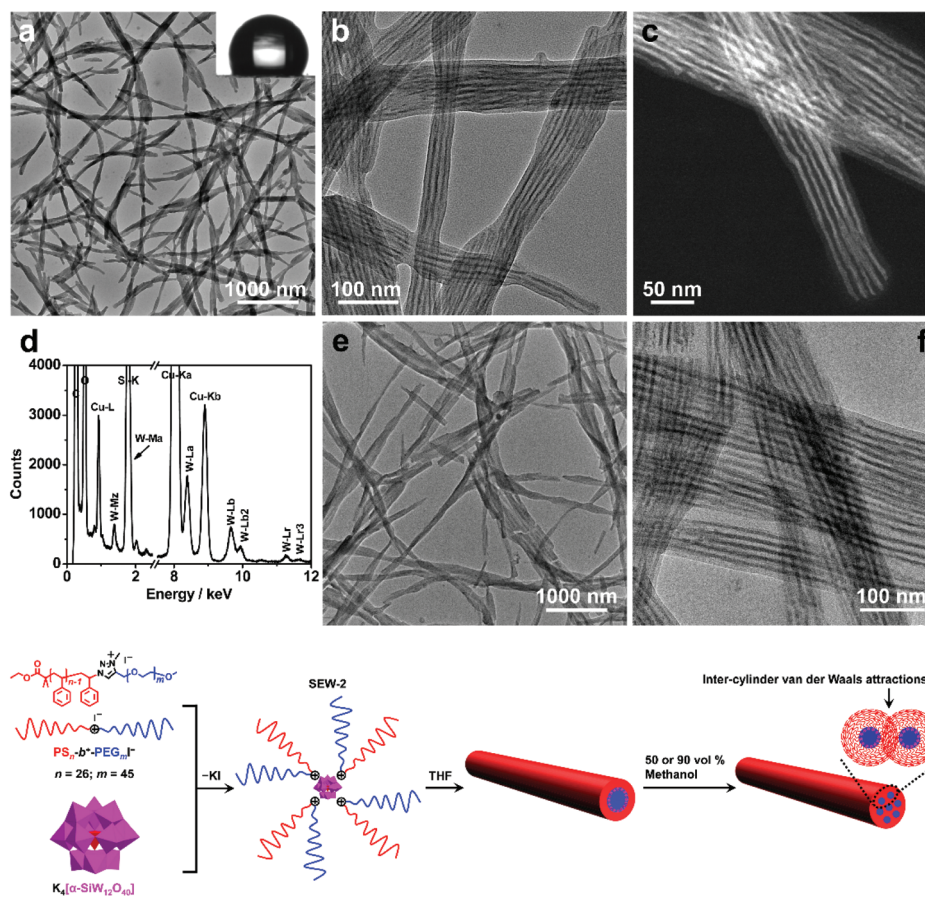 a
1000 nm
b
100 nm
c
50 nm
d
4000
3000
2000
1000
0
Counts
C
O
Cu-L
W-Mz
Si-K
W-Ma
Cu-Ka
W-La
Cu-Kb
W-Lb
W-Lb2
W-Lr
W-Lr3
0 2 8 10 12
Energy / keV
e
1000 nm
f
100 nm
O
O
n-1
N N
N
+
I⁻
O
m
O
I⁻
PSn-b⁺-PEGmI⁻
n = 26; m = 45
K4[α-SiW12O40]
−KI
SEW-2
THF
50 or 90 vol %
Methanol
Inter-cylinder van der Waals attractions